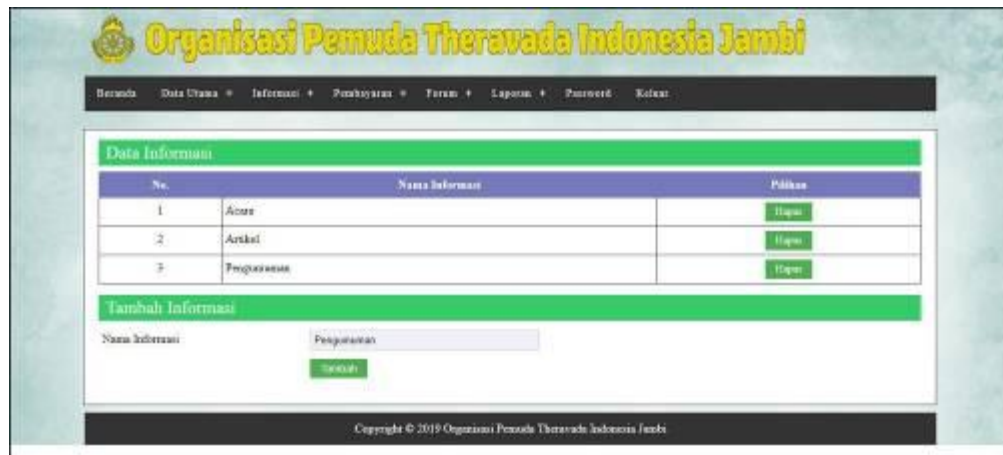 Organisasi Pemuda Theravada Indonesia Jambi
Beranda Data Utama + Informasi + Pembayaran + Forum + Laporan + Password Keluar
Data Informasi
No. Nama Informasi Pilihan
1 Acara Hapus
2 Artikel Hapus
3 Pengumuman Hapus
Tambah Informasi
Nama Informasi Pengumuman
Tambah
Copyright © 2019 Organisasi Pemuda Theravada Indonesia Jambi